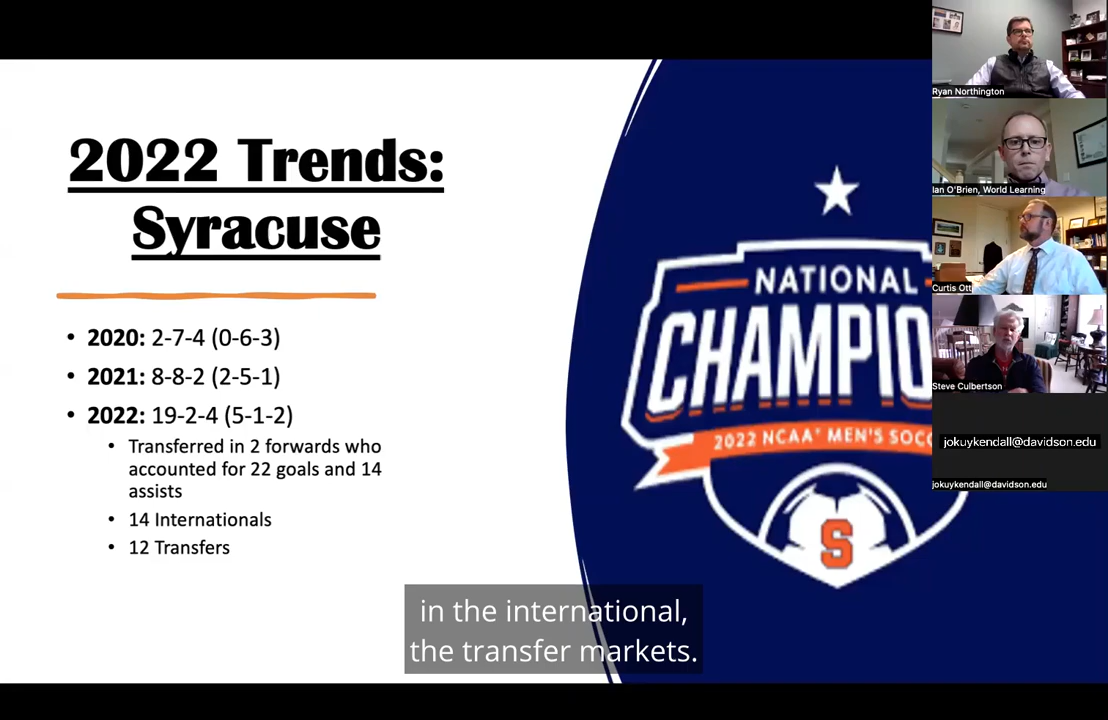 2022 Trends:
Syracuse
• 2020: 2-7-4 (0-6-3)
• 2021: 8-8-2 (2-5-1)
• 2022: 19-2-4 (5-1-2)
• Transferred in 2 forwards who
accounted for 22 goals and 14
assists
• 14 Internationals
• 12 Transfers
NATIONAL
CHAMPIO
2022 NCAA MEN'S SOCC
S
in the international,
the transfer markets.
Ryan Northington
Ian O'Brien, World Learning
Curtis Ott
Steve Culbertson
jokuykendall@davidson.edu
jokuykendall@davidson.edu